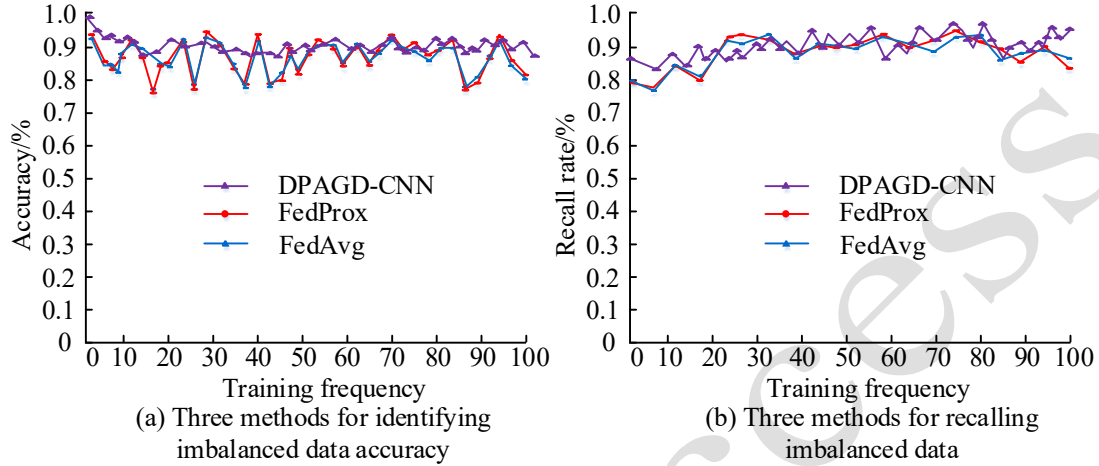 1.0
0.9
0.8
0.7
0.6
0.5
0.4
0.3
0.2
0.1
0
Accuracy/%
DPAGD-CNN
FedProx
FedAvg
0 10 20 30 40 50 60 70 80 90 100
Training frequency
(a) Three methods for identifying
imbalanced data accuracy
1.0
0.9
0.8
0.7
0.6
0.5
0.4
0.3
0.2
0.1
0
Recall rate/%
DPAGD-CNN
FedProx
FedAvg
0 10 20 30 40 50 60 70 80 90 100
Training frequency
(b) Three methods for recalling
imbalanced data
cess